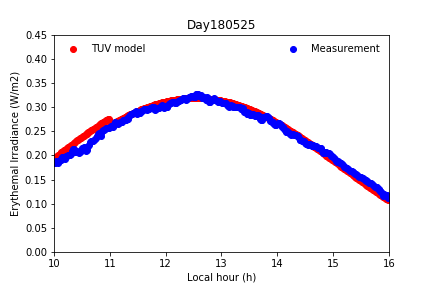 Day180525
TUV model
Measurement
Erythemal Irradiance (W/m2)
0.45
0.40
0.35
0.30
0.25
0.20
0.15
0.10
0.05
0.00
10 11 12 13 14 15 16
Local hour (h)